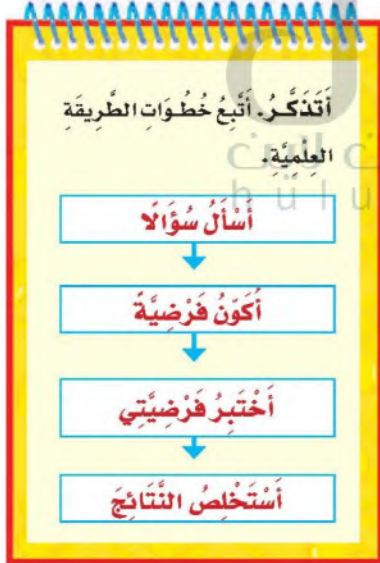 أَتَذَكَّرُ. أَتَّبِعُ خُطُوَاتِ الطَّرِيقَةِ
العِلْمِيَّةِ.
أَسْأَلُ سُؤَالًا
أُكَوِّنُ فَرْضِيَّةً
أَخْتَبِرُ فَرْضِيَّتِي
أَسْتَخْلِصُ النَّتَائِجَ